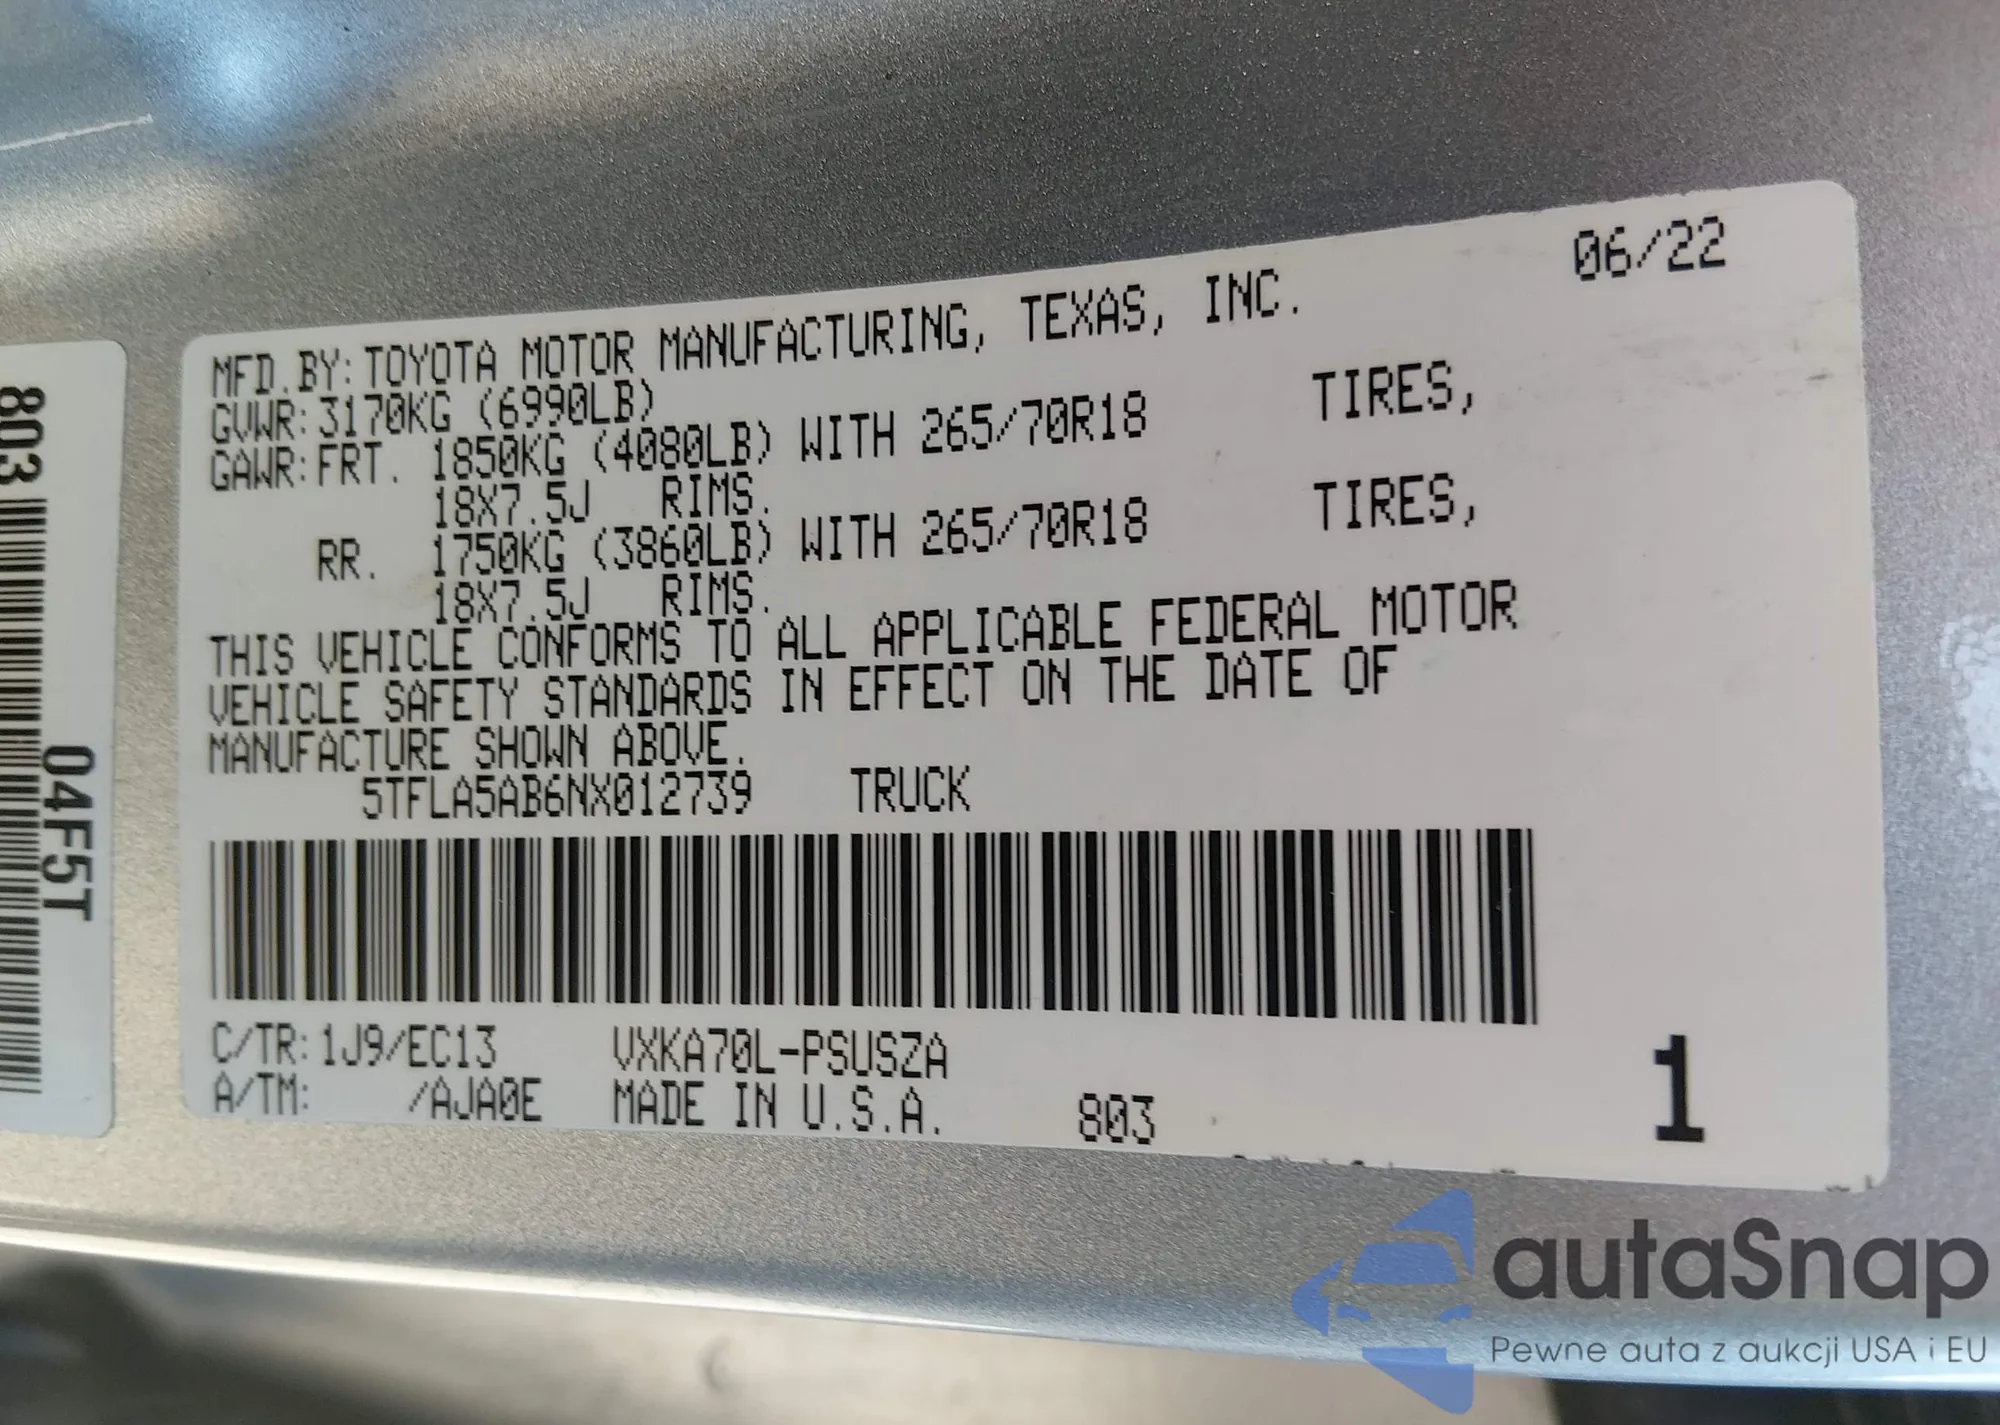 06/22
MFD.BY:TOYOTA MOTOR MANUFACTURING, TEXAS, INC.
GVWR:3170KG (6990LB)
GAWR:FRT. 1850KG (4080LB) WITH 265/70R18 TIRES,
18X7.5J RIMS.
RR. 1750KG (3860LB) WITH 265/70R18 TIRES,
18X7.5J RIMS.
THIS VEHICLE CONFORMS TO ALL APPLICABLE FEDERAL MOTOR
VEHICLE SAFETY STANDARDS IN EFFECT ON THE DATE OF
MANUFACTURE SHOWN ABOVE.
5TFLA5AB6NX012739 TRUCK
C/TR:1J9/EC13 VXKA70L-PSUSZA
A/TM: /AJA0E MADE IN U.S.A. 803
1
803
04F5T
autaSnap
Pewne auta z aukcji USA i EU